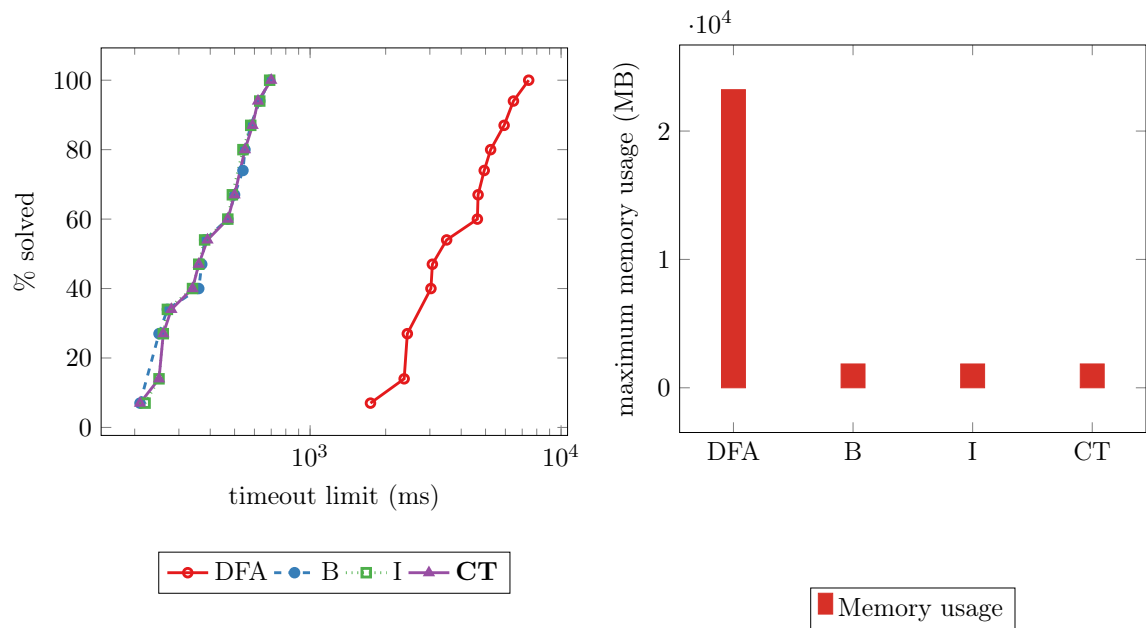 100
80
60
40
20
0
% solved
10³
10⁴
timeout limit (ms)
DFA B I CT
·10⁴
2
1
0
maximum memory usage (MB)
DFA B I CT
Memory usage